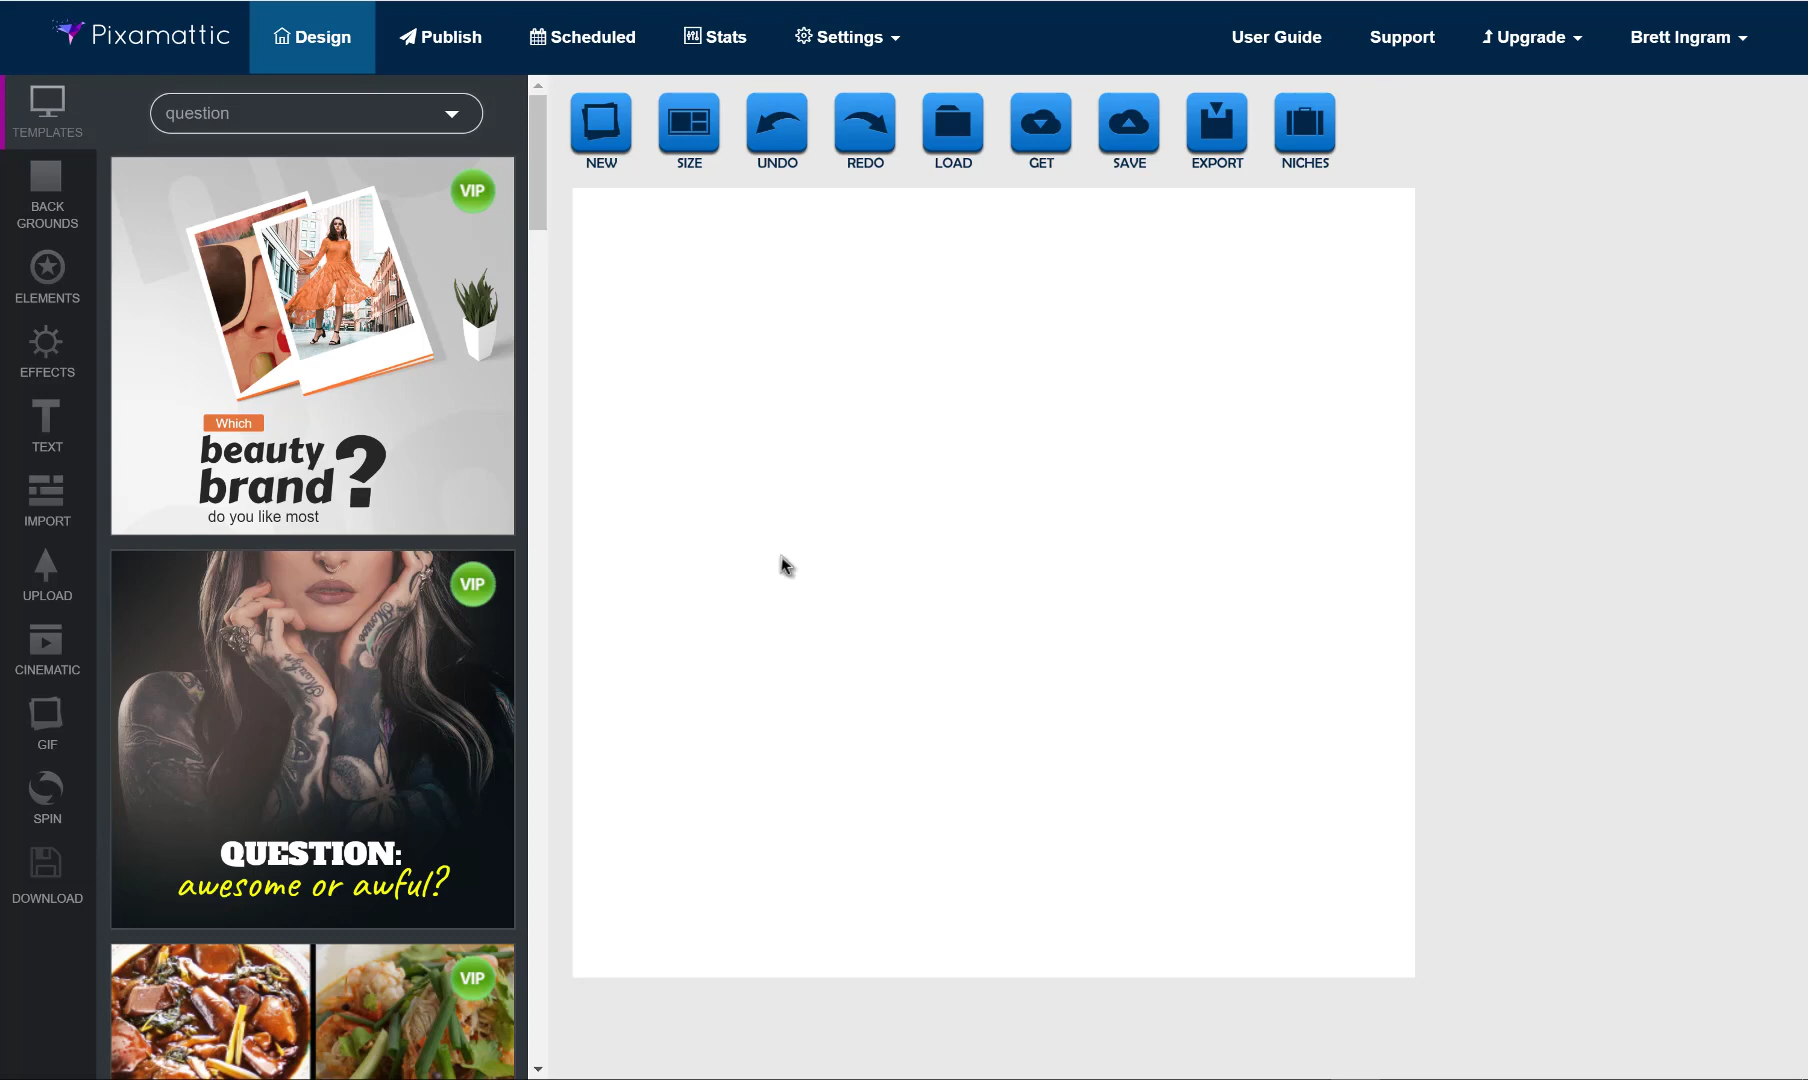 Pixamattic
Design
Publish
Scheduled
Stats
Settings
User Guide
Support
Upgrade
Brett Ingram
TEMPLATES
BACK
GROUNDS
ELEMENTS
EFFECTS
TEXT
IMPORT
UPLOAD
CINEMATIC
GIF
SPIN
DOWNLOAD
question
VIP
Which
beauty
brand?
do you like most
VIP
QUESTION:
awesome or awful?
VIP
NEW
SIZE
UNDO
REDO
LOAD
GET
SAVE
EXPORT
NICHES